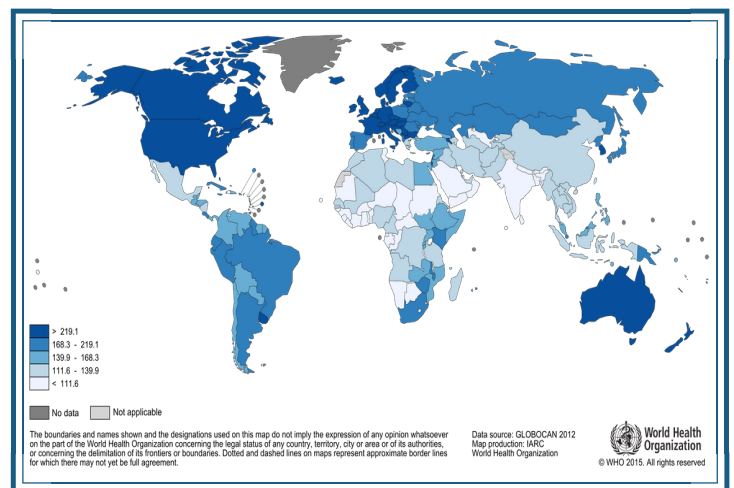 > 219.1
168.3 - 219.1
139.9 - 168.3
111.6 - 139.9
< 111.6
No data
Not applicable
The boundaries and names shown and the designations used on this map do not imply the expression of any opinion whatsoever
on the part of the World Health Organization concerning the legal status of any country, territory, city or area or of its authorities,
or concerning the delimitation of its frontiers or boundaries. Dotted and dashed lines on maps represent approximate border lines
for which there may not yet be full agreement.
Data source: GLOBOCAN 2012
Map production: IARC
World Health Organization
World Health
Organization
© WHO 2015. All rights reserved